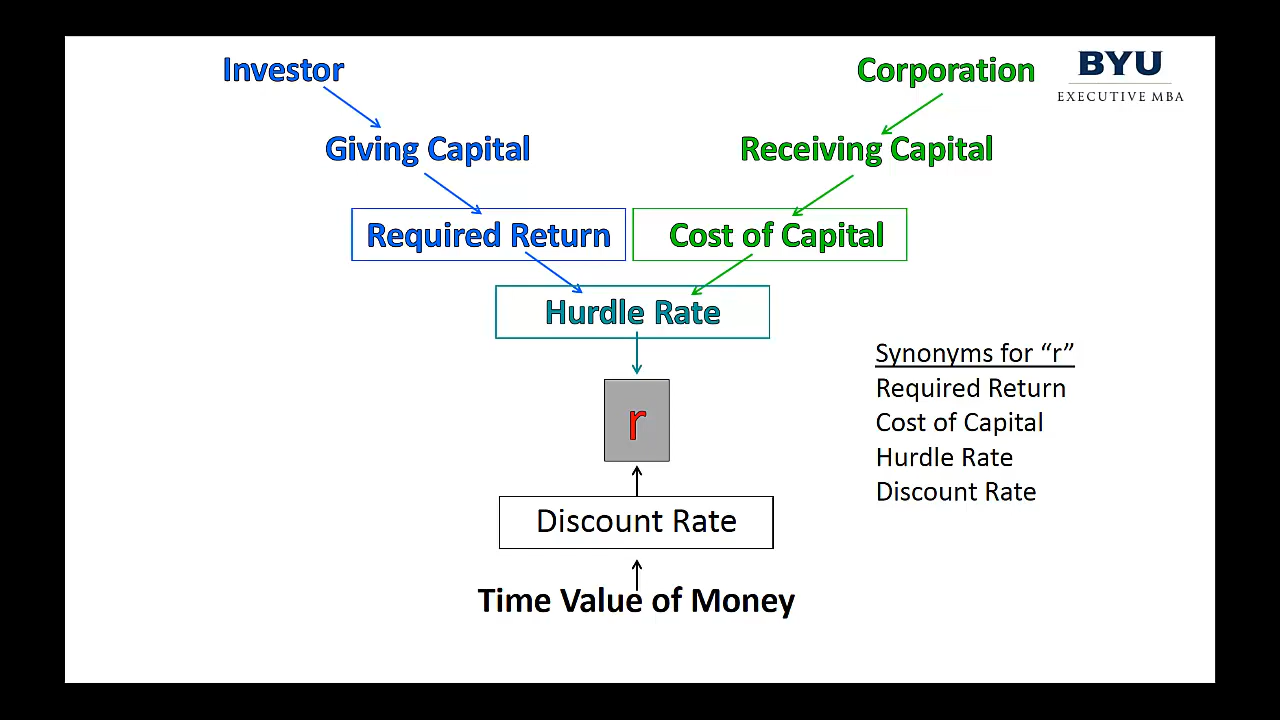 Investor
Corporation
BYU
EXECUTIVE MBA
Giving Capital
Receiving Capital
Required Return
Cost of Capital
Hurdle Rate
r
Discount Rate
Time Value of Money
Synonyms for “r”
Required Return
Cost of Capital
Hurdle Rate
Discount Rate